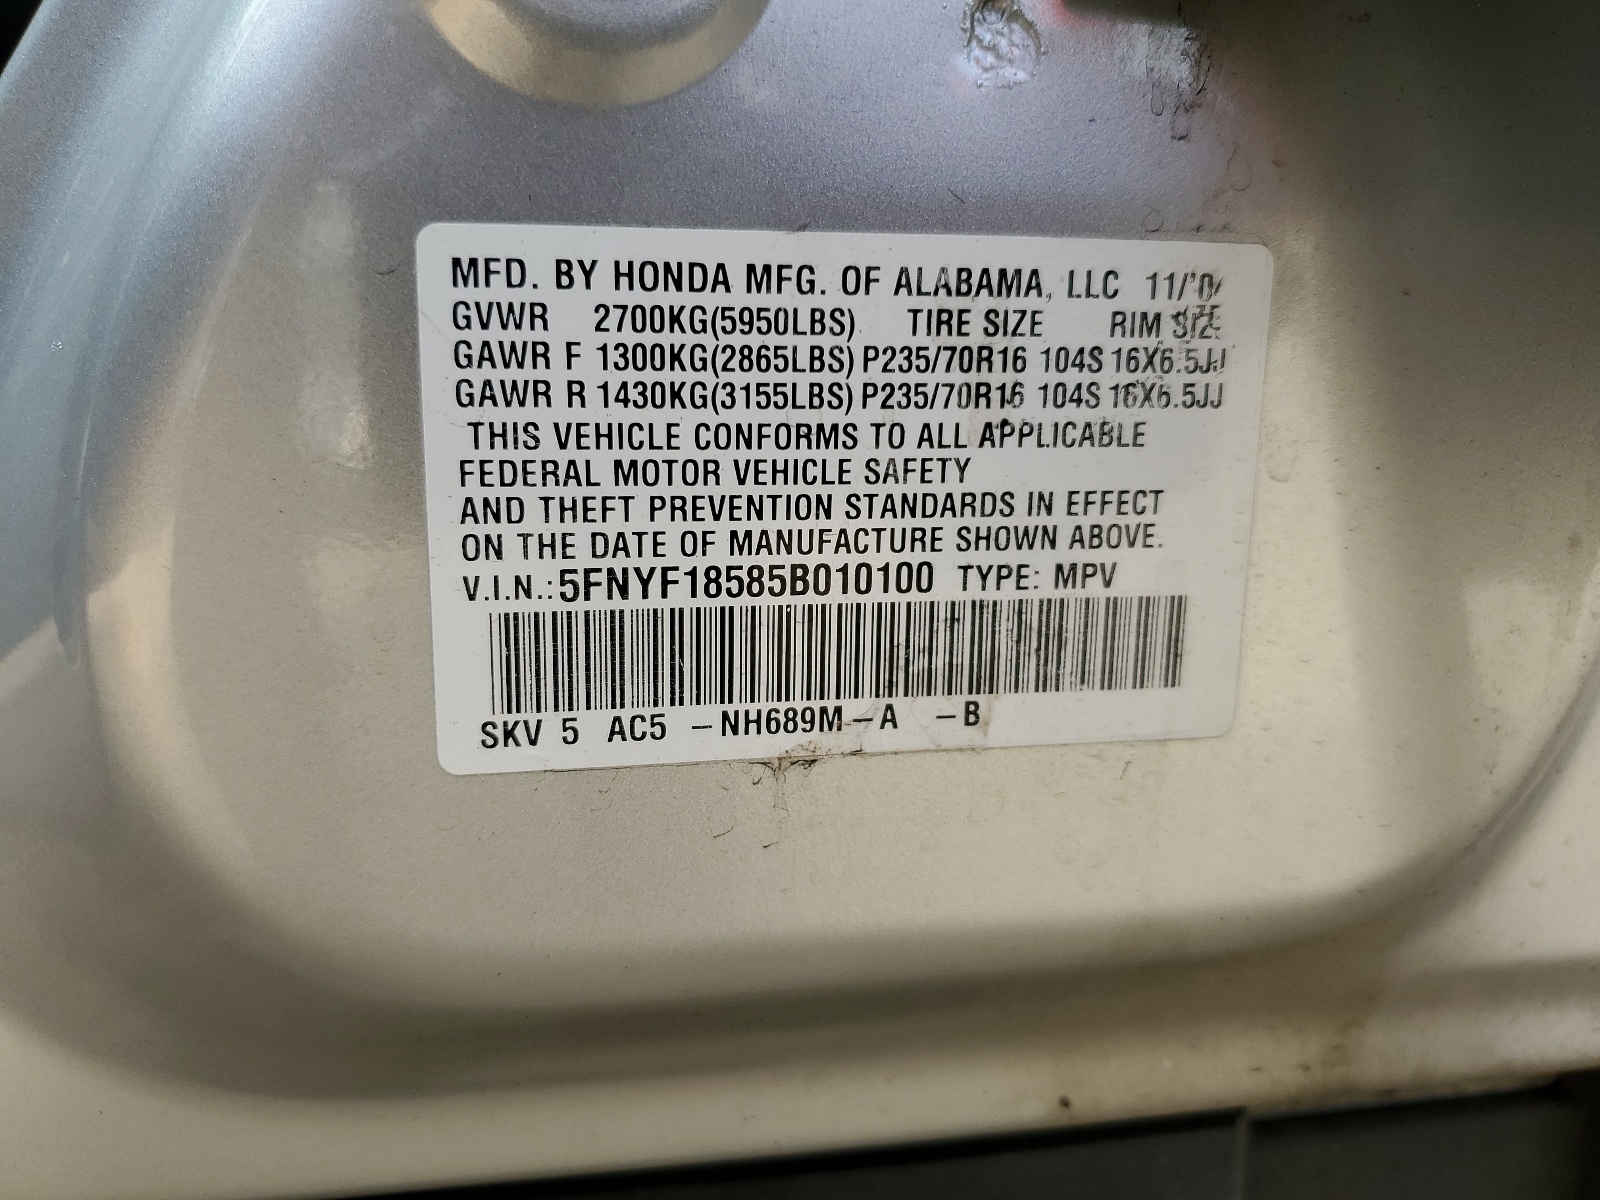 MFD. BY HONDA MFG. OF ALABAMA, LLC 11/'0
GVWR 2700KG(5950LBS) TIRE SIZE RIM SIZE
GAWR F 1300KG(2865LBS) P235/70R16 104S 16X6.5JJ
GAWR R 1430KG(3155LBS) P235/70R16 104S 16X6.5JJ
THIS VEHICLE CONFORMS TO ALL APPLICABLE
FEDERAL MOTOR VEHICLE SAFETY
AND THEFT PREVENTION STANDARDS IN EFFECT
ON THE DATE OF MANUFACTURE SHOWN ABOVE.
V.I.N.:5FNYF18585B010100 TYPE: MPV
SKV 5 AC5 –NH689M–A –B